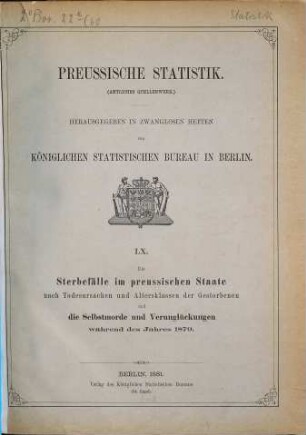 Statistik
PREUSSISCHE STATISTIK.
(AMTLICHES QUELLENWERK.)
HERAUSGEGEBEN IN ZWANGLOSEN HEFTEN
VOM
KÖNIGLICHEN STATISTISCHEN BUREAU IN BERLIN.
LX.
Die
Sterbefälle im preussischen Staate
nach Todesursachen und Altersklassen der Gestorbenen
und
die Selbstmorde und Verunglückungen
während des Jahres 1879.
BERLIN, 1881.
Verlag des Königlichen Statistischen Bureaus